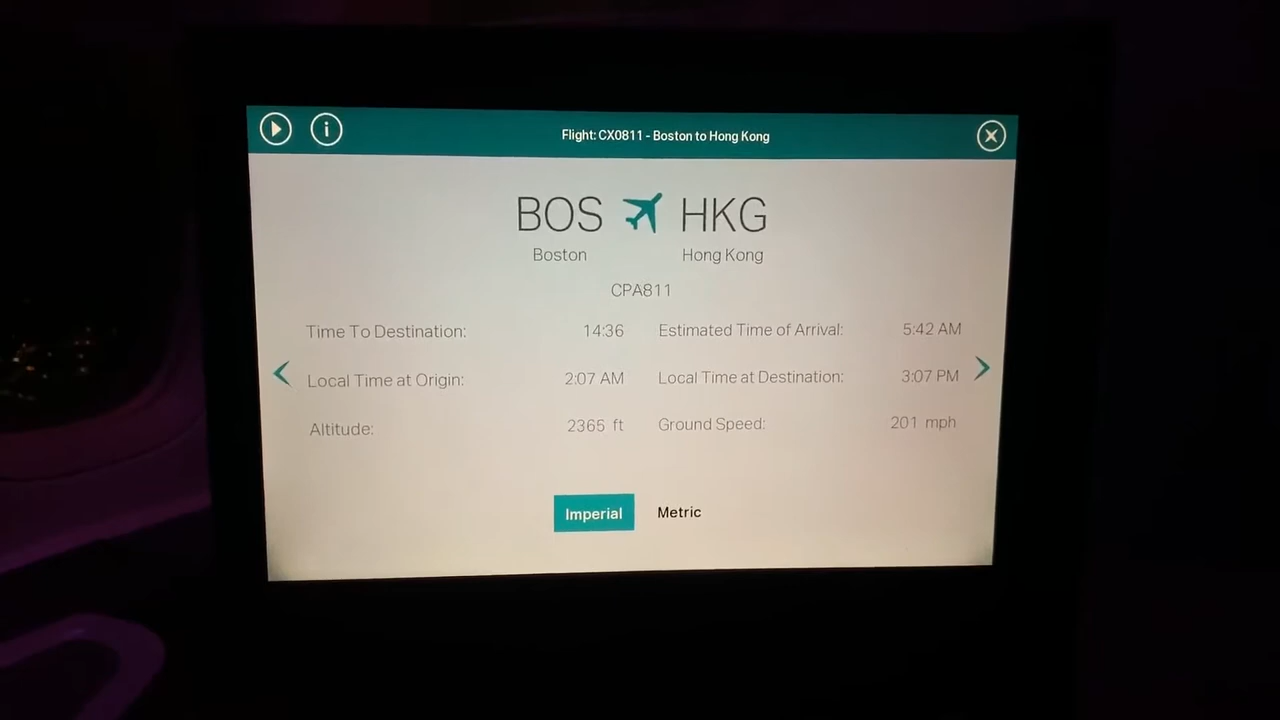 Flight: CX0811 - Boston to Hong Kong
BOS HKG
Boston Hong Kong
CPA811
Time To Destination: 14:36 Estimated Time of Arrival: 5:42 AM
Local Time at Origin: 2:07 AM Local Time at Destination: 3:07 PM
Altitude: 2365 ft Ground Speed: 201 mph
Imperial Metric